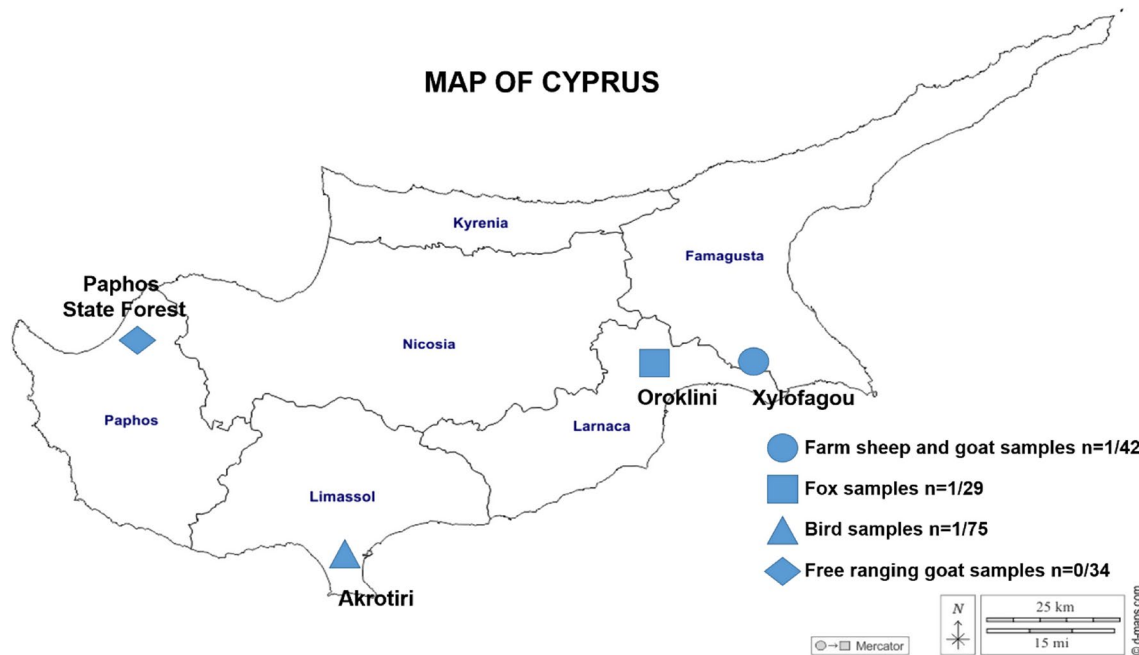 MAP OF CYPRUS
Kyrenia
Famagusta
Paphos
State Forest
Nicosia
Oroklini
Xylofagou
Paphos
Larnaca
Farm sheep and goat samples n=1/42
Fox samples n=1/29
Limassol
Bird samples n=1/75
Free ranging goat samples n=0/34
Akrotiri
N
25 km
15 mi
Mercator
© d-maps.com